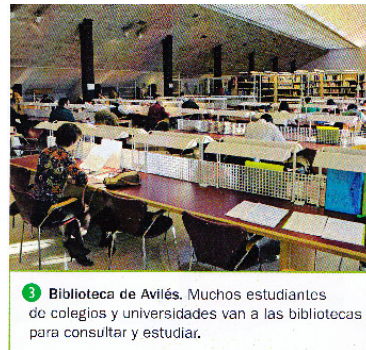 3 Biblioteca de Avilés. Muchos estudiantes
de colegios y universidades van a las bibliotecas
para consultar y estudiar.